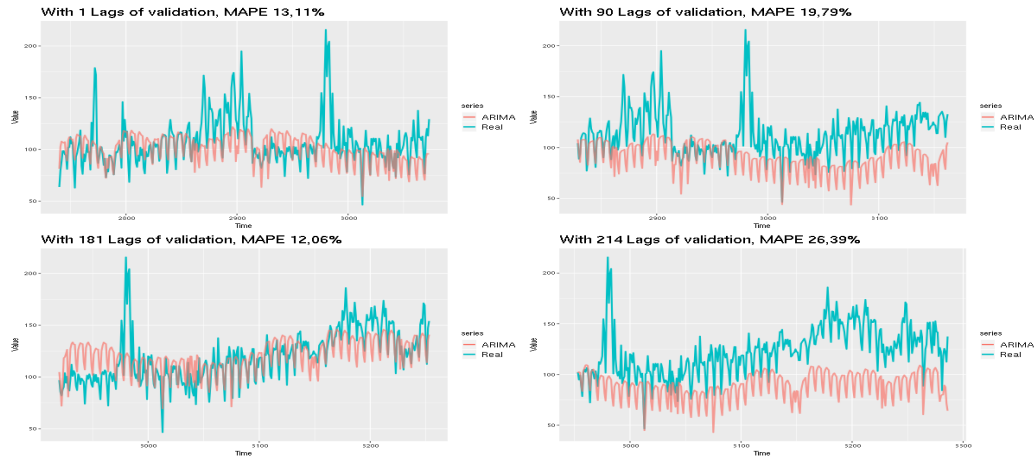 With 1 Lags of validation, MAPE 13,11%
200
150
100
50
Value
2800
2900
3000
Time
series
ARIMA
Real
With 90 Lags of validation, MAPE 19,79%
200
150
100
50
Value
2900
3000
3100
Time
series
ARIMA
Real
With 181 Lags of validation, MAPE 12,06%
200
150
100
50
Value
3000
3100
3200
Time
series
ARIMA
Real
With 214 Lags of validation, MAPE 26,39%
200
150
100
50
Value
3000
3100
3200
3300
Time
series
ARIMA
Real